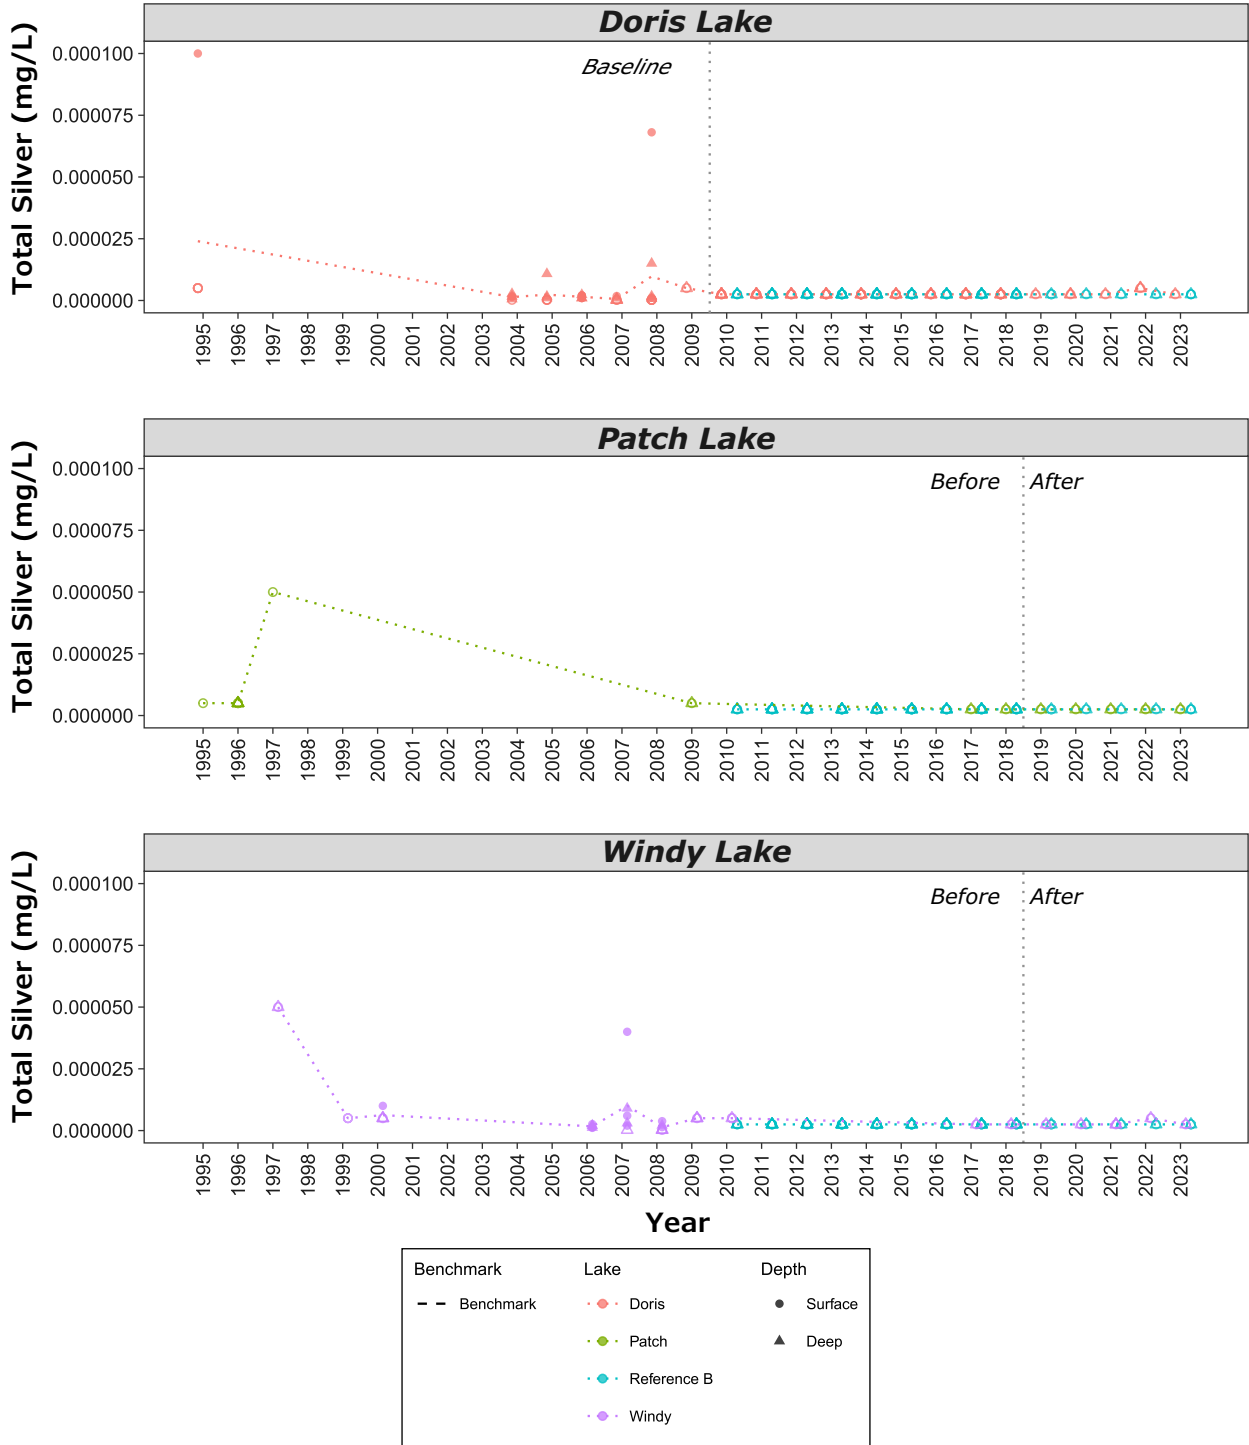 Doris Lake
Total Silver (mg/L)
0.000100
0.000075
0.000050
0.000025
0.000000
Baseline
1995 1996 1997 1998 1999 2000 2001 2002 2003 2004 2005 2006 2007 2008 2009 2010 2011 2012 2013 2014 2015 2016 2017 2018 2019 2020 2021 2022 2023
Patch Lake
Total Silver (mg/L)
0.000100
0.000075
0.000050
0.000025
0.000000
Before After
1995 1996 1997 1998 1999 2000 2001 2002 2003 2004 2005 2006 2007 2008 2009 2010 2011 2012 2013 2014 2015 2016 2017 2018 2019 2020 2021 2022 2023
Windy Lake
Total Silver (mg/L)
0.000100
0.000075
0.000050
0.000025
0.000000
Before After
1995 1996 1997 1998 1999 2000 2001 2002 2003 2004 2005 2006 2007 2008 2009 2010 2011 2012 2013 2014 2015 2016 2017 2018 2019 2020 2021 2022 2023
Year
Benchmark Lake Depth
Benchmark Doris Surface
Patch Deep
Reference B
Windy